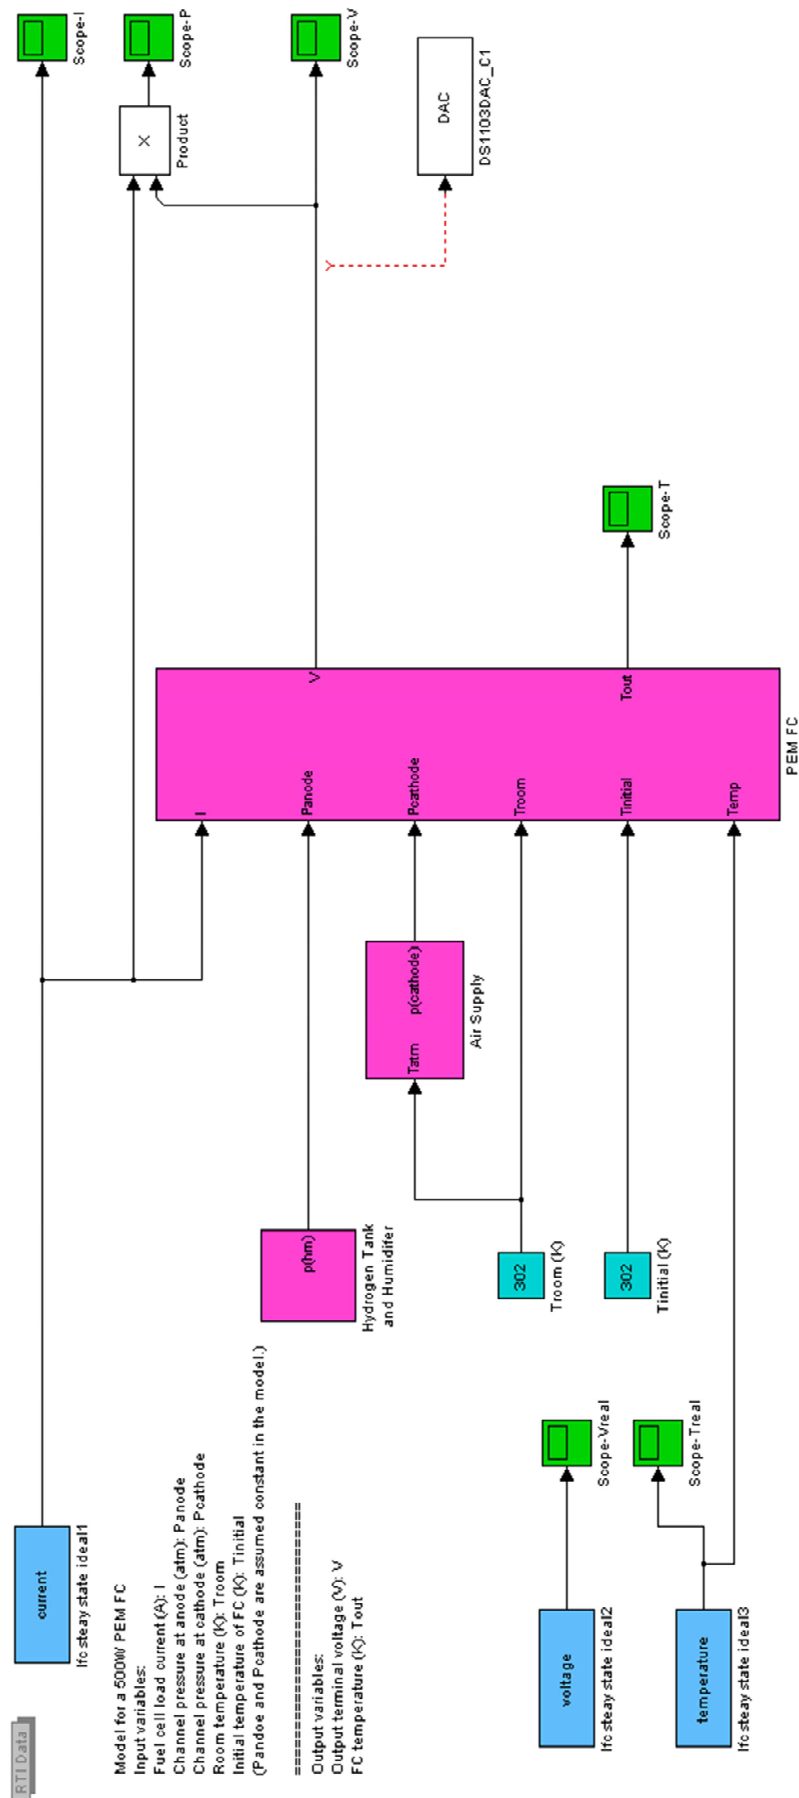 RTI Data
current
Ifc steay state ideal1
Model for a 500W PEM FC
Input variables:
Fuel cell load current (A): I
Channel pressure at anode (atm): Panode
Channel pressure at cathode (atm): Pcathode
Room temperature (K): Troom
Initial temperature of FC (K): Tinitial
(Pandoe and Pcathode are assumed constant in the model.)
==============================
Output variables:
Output terminal voltage (V): V
FC temperature (K): Tout
voltage
Ifc steay state ideal2
temperature
Ifc steay state ideal3
Scope-Vreal
Scope-Treal
p(hm)
Hydrogen Tank
and Humidifer
302
Troom (K)
302
Tinitial (K)
Tatm
p(cathode)
Air Supply
I
Panode
Pcathode
Troom
Tinitial
Temp
V
Tout
PEM FC
Scope-T
X
Product
DAC
DS1103DAC_C1
Scope-I
Scope-P
Scope-V